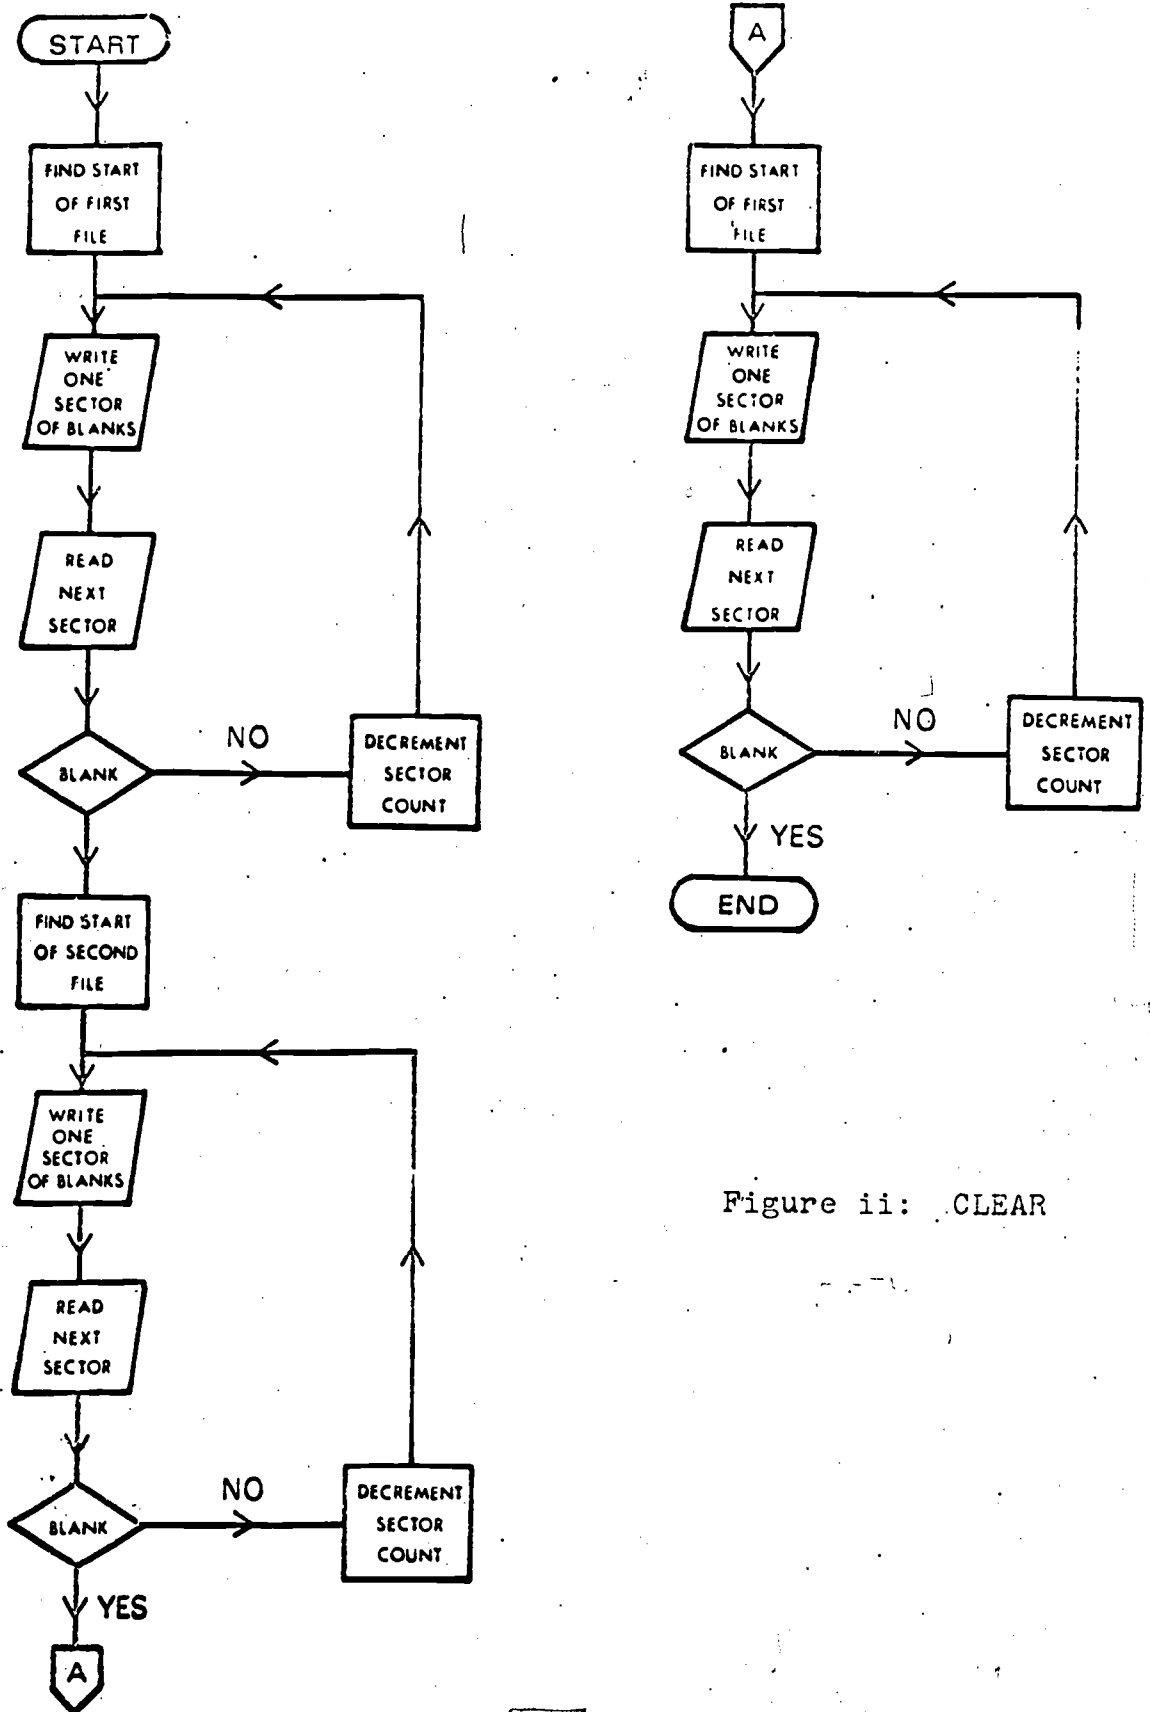 START
FIND START
OF FIRST
FILE
WRITE
ONE
SECTOR
OF BLANKS
READ
NEXT
SECTOR
BLANK
NO
DECREMENT
SECTOR
COUNT
FIND START
OF SECOND
FILE
WRITE
ONE
SECTOR
OF BLANKS
READ
NEXT
SECTOR
BLANK
NO
DECREMENT
SECTOR
COUNT
YES
A
A
FIND START
OF FIRST
FILE
WRITE
ONE
SECTOR
OF BLANKS
READ
NEXT
SECTOR
BLANK
NO
DECREMENT
SECTOR
COUNT
YES
END
Figure ii: CLEAR